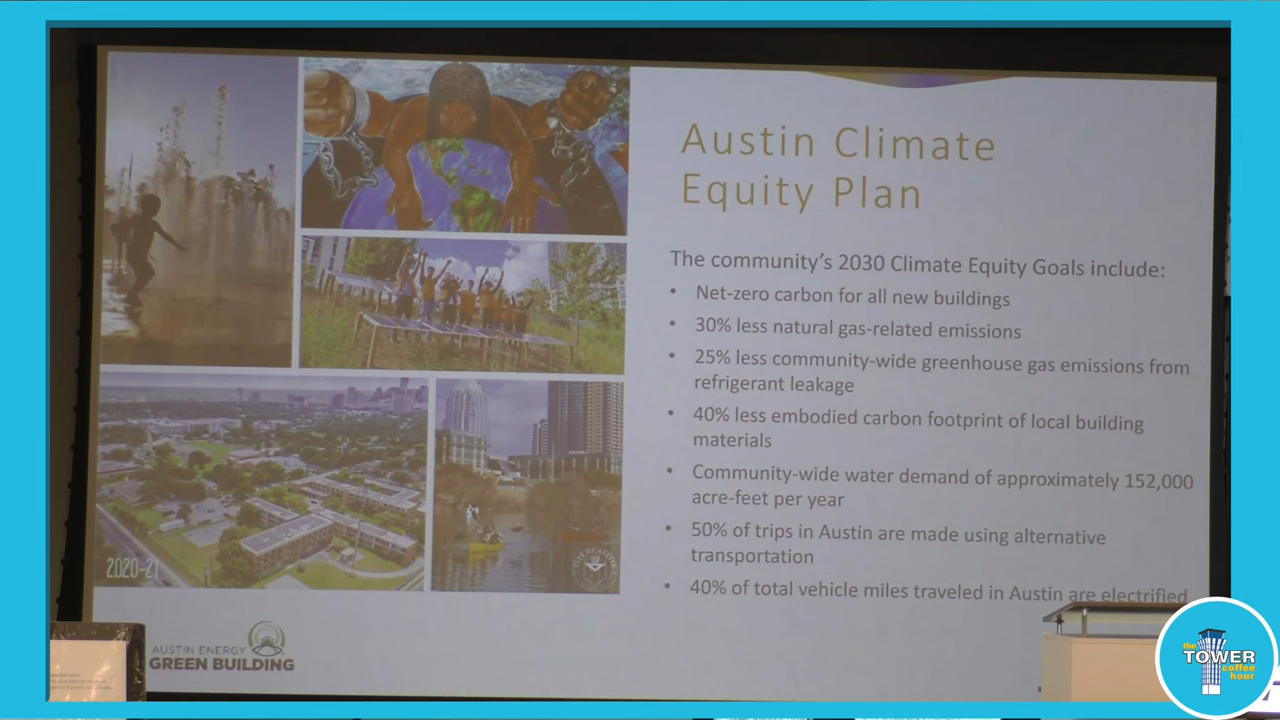 Austin Climate
Equity Plan
The community's 2030 Climate Equity Goals include:
• Net-zero carbon for all new buildings
• 30% less natural gas-related emissions
• 25% less community-wide greenhouse gas emissions from
refrigerant leakage
• 40% less embodied carbon footprint of local building
materials
• Community-wide water demand of approximately 152,000
acre-feet per year
• 50% of trips in Austin are made using alternative
transportation
• 40% of total vehicle miles traveled in Austin are electrified
2020-21
AUSTIN ENERGY
GREEN BUILDING
the
TOWER
coffee
hour